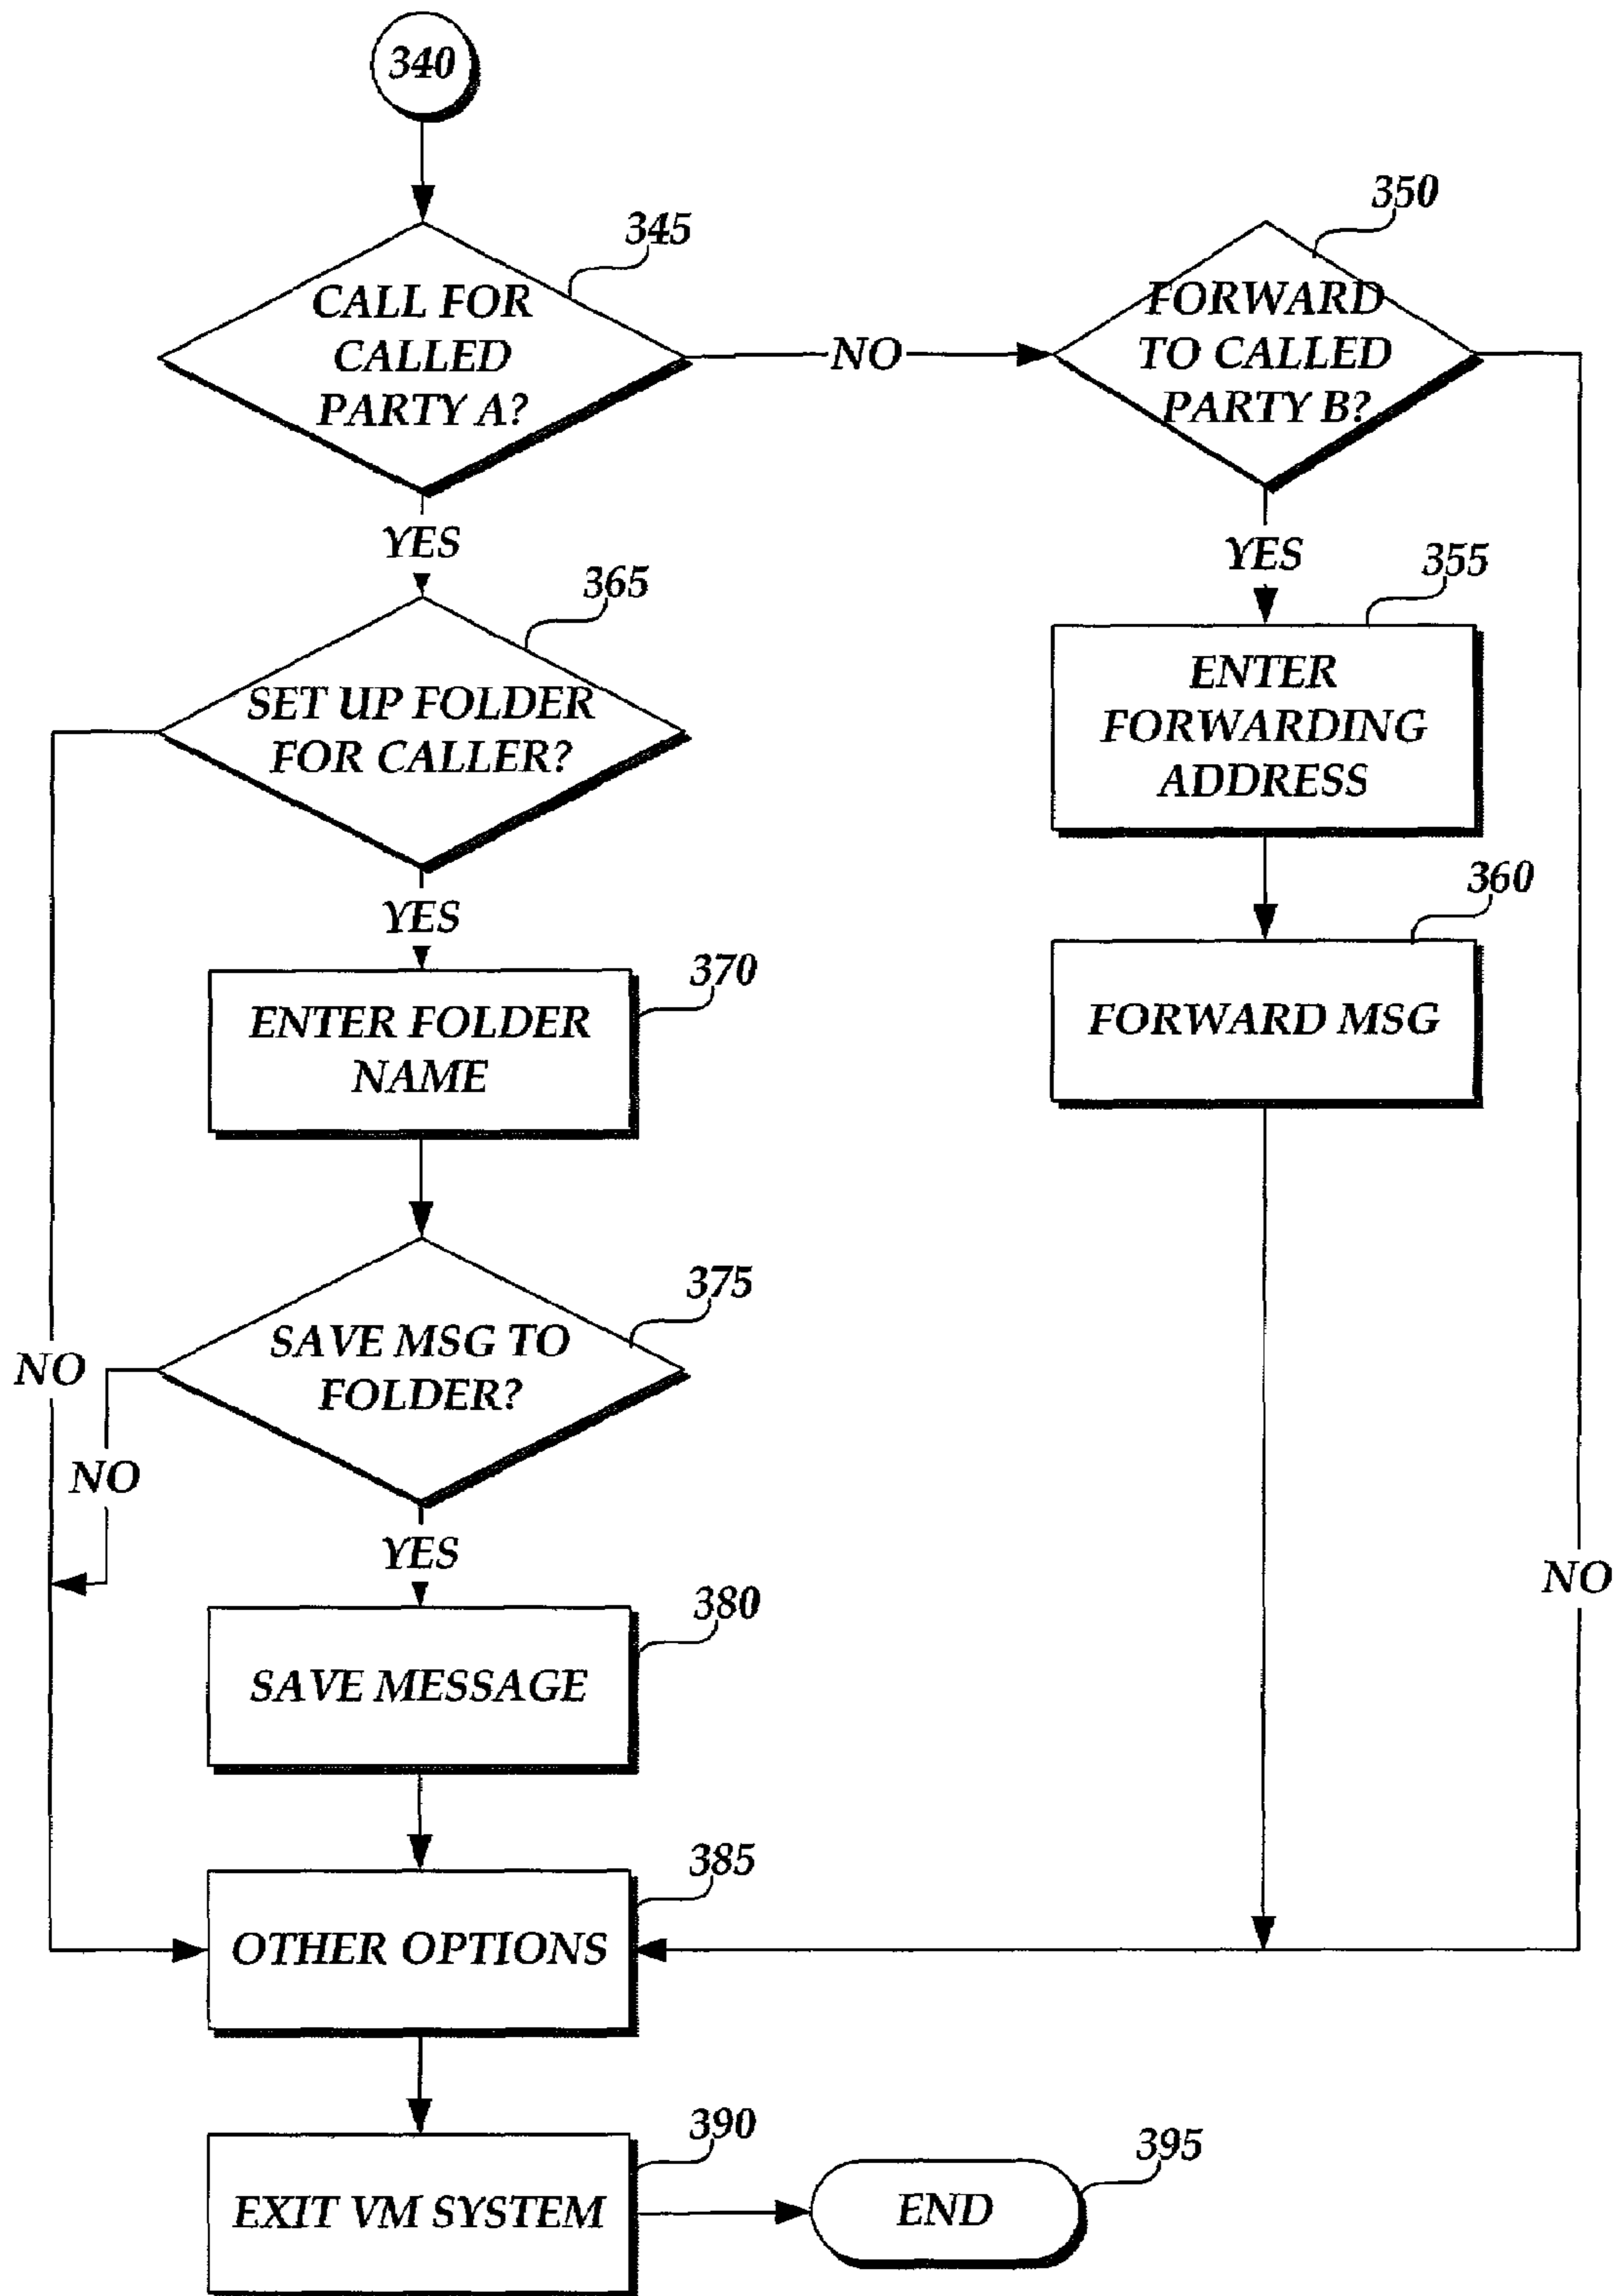 340
345
CALL FOR
CALLED
PARTY A?
NO
350
FORWARD
TO CALLED
PARTY B?
YES
YES
355
ENTER
FORWARDING
ADDRESS
365
SET UP FOLDER
FOR CALLER?
360
FORWARD MSG
YES
370
ENTER FOLDER
NAME
375
SAVE MSG TO
FOLDER?
NO
NO
YES
NO
380
SAVE MESSAGE
385
OTHER OPTIONS
390
EXIT VM SYSTEM
395
END